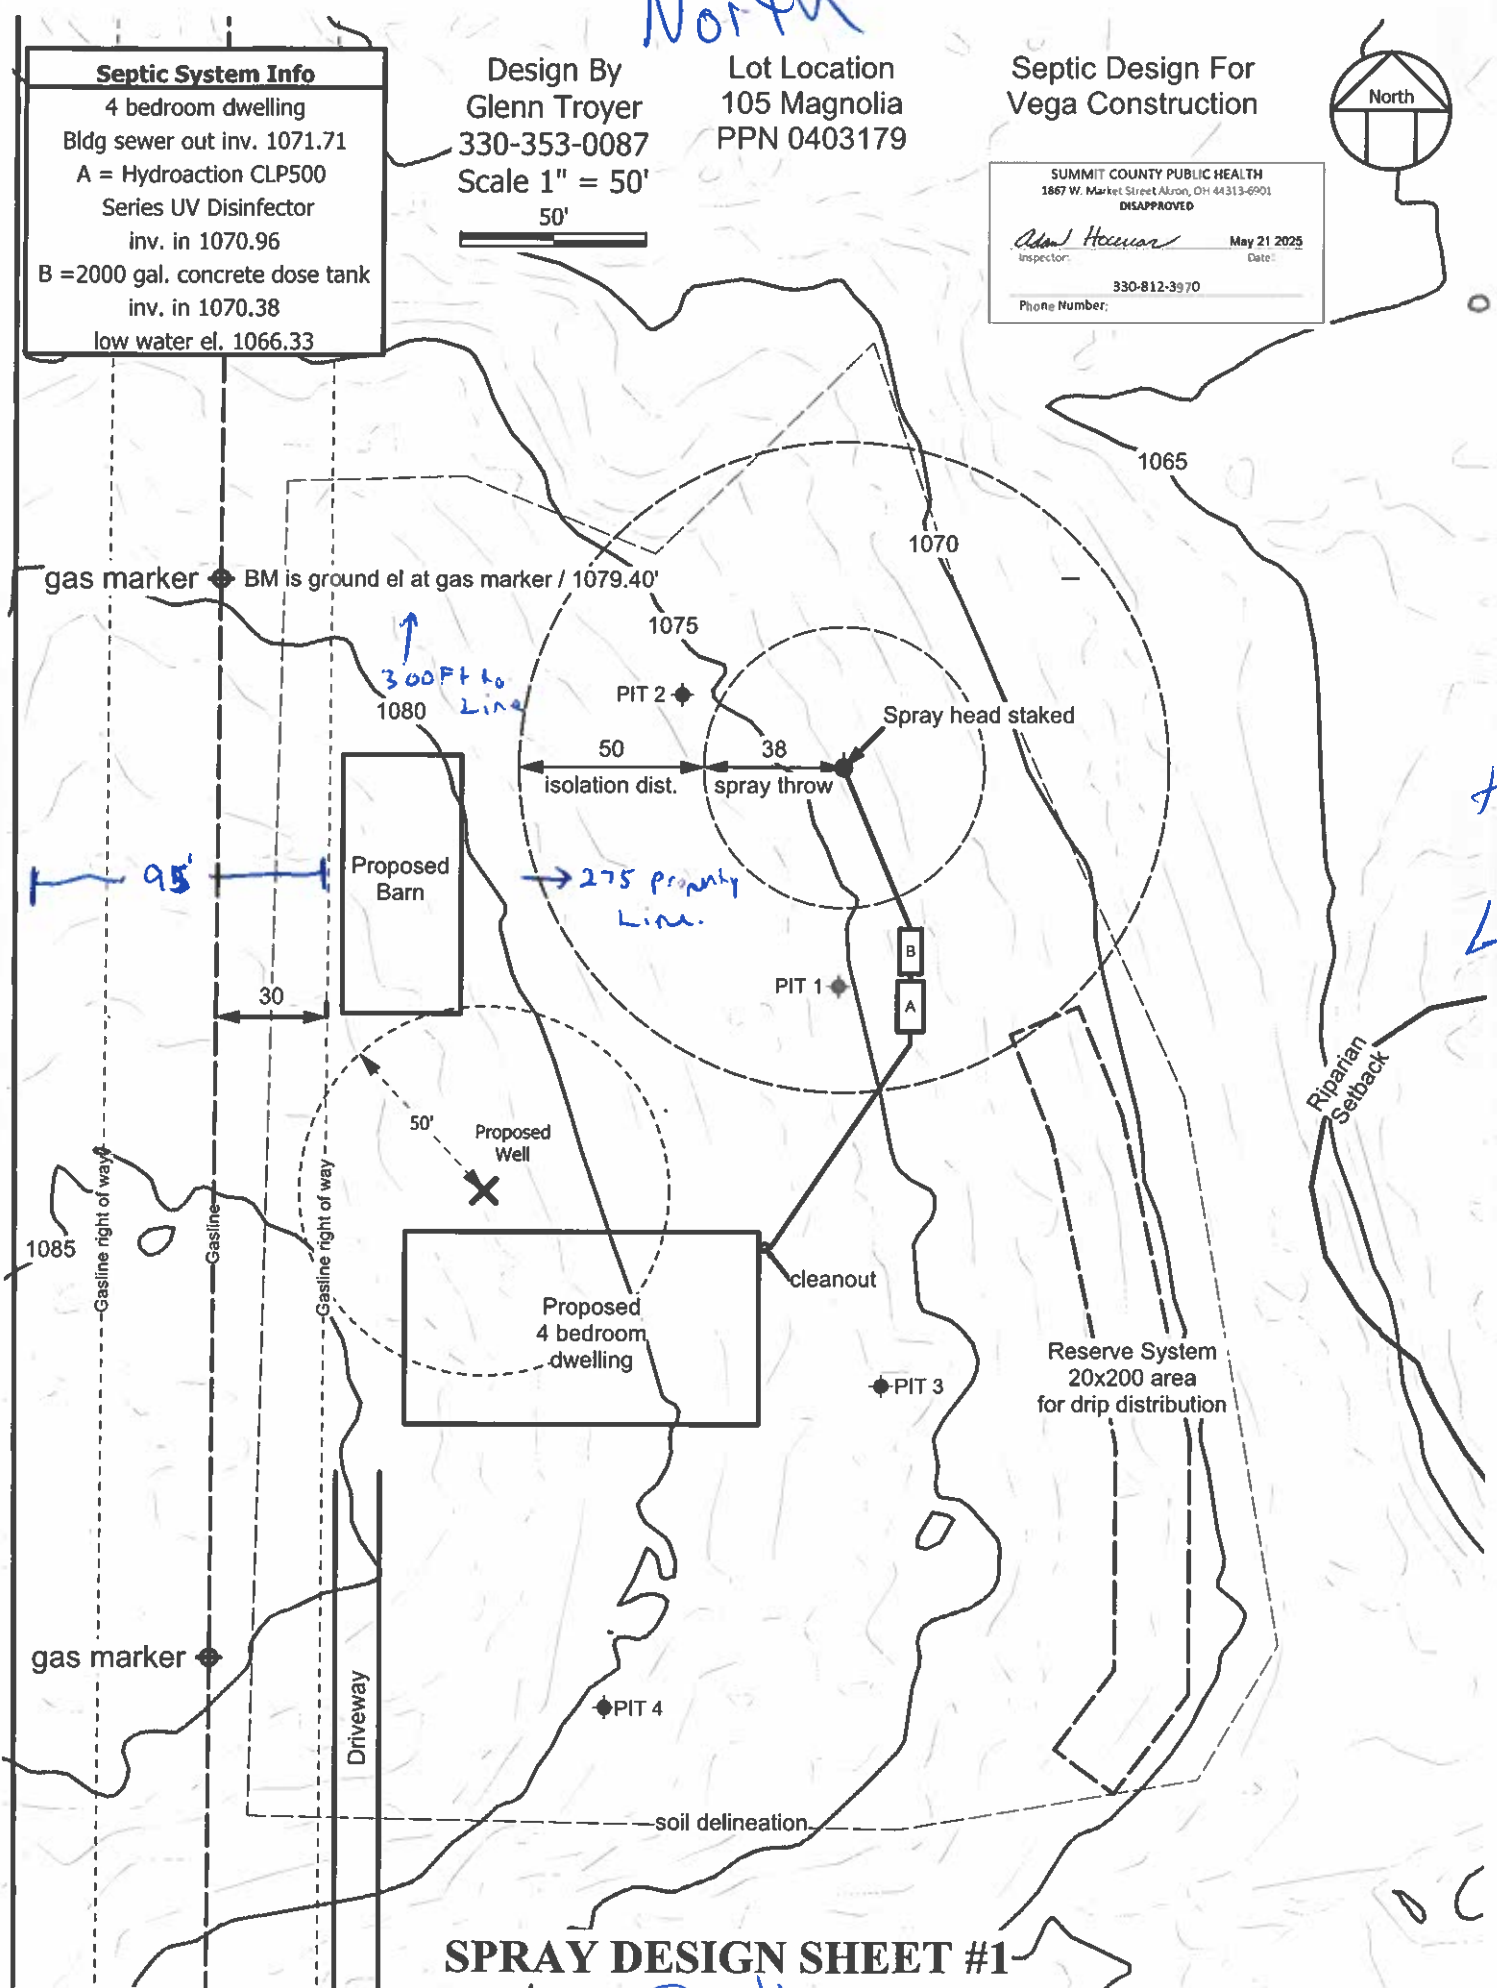 North
Septic System Info
4 bedroom dwelling
Bldg sewer out inv. 1071.71
A = Hydroaction CLP500
Series UV Disinfector
inv. in 1070.96
B =2000 gal. concrete dose tank
inv. in 1070.38
low water el. 1066.33
Design By
Glenn Troyer
330-353-0087
Scale 1" = 50'
50'
Lot Location
105 Magnolia
PPN 0403179
Septic Design For
Vega Construction
North
SUMMIT COUNTY PUBLIC HEALTH
1867 W. Market Street Akron, OH 44313-6901
DISAPPROVED
May 21 2025
Inspector:
Date:
330-812-3970
Phone Number:
1065
1070
gas marker
BM is ground el at gas marker / 1079.40'
1075
300 Ft to
Line
1080
PIT 2
Spray head staked
50
isolation dist.
38
spray throw
Proposed
Barn
95'
275 property
Line.
B
A
PIT 1
30
Riparian
Setback
50'
Proposed
Well
Gasline right of way
Gasline
Gasline right of way
1085
cleanout
Proposed
4 bedroom
dwelling
Reserve System
20x200 area
for drip distribution
PIT 3
gas marker
Driveway
PIT 4
soil delineation
SPRAY DESIGN SHEET #1